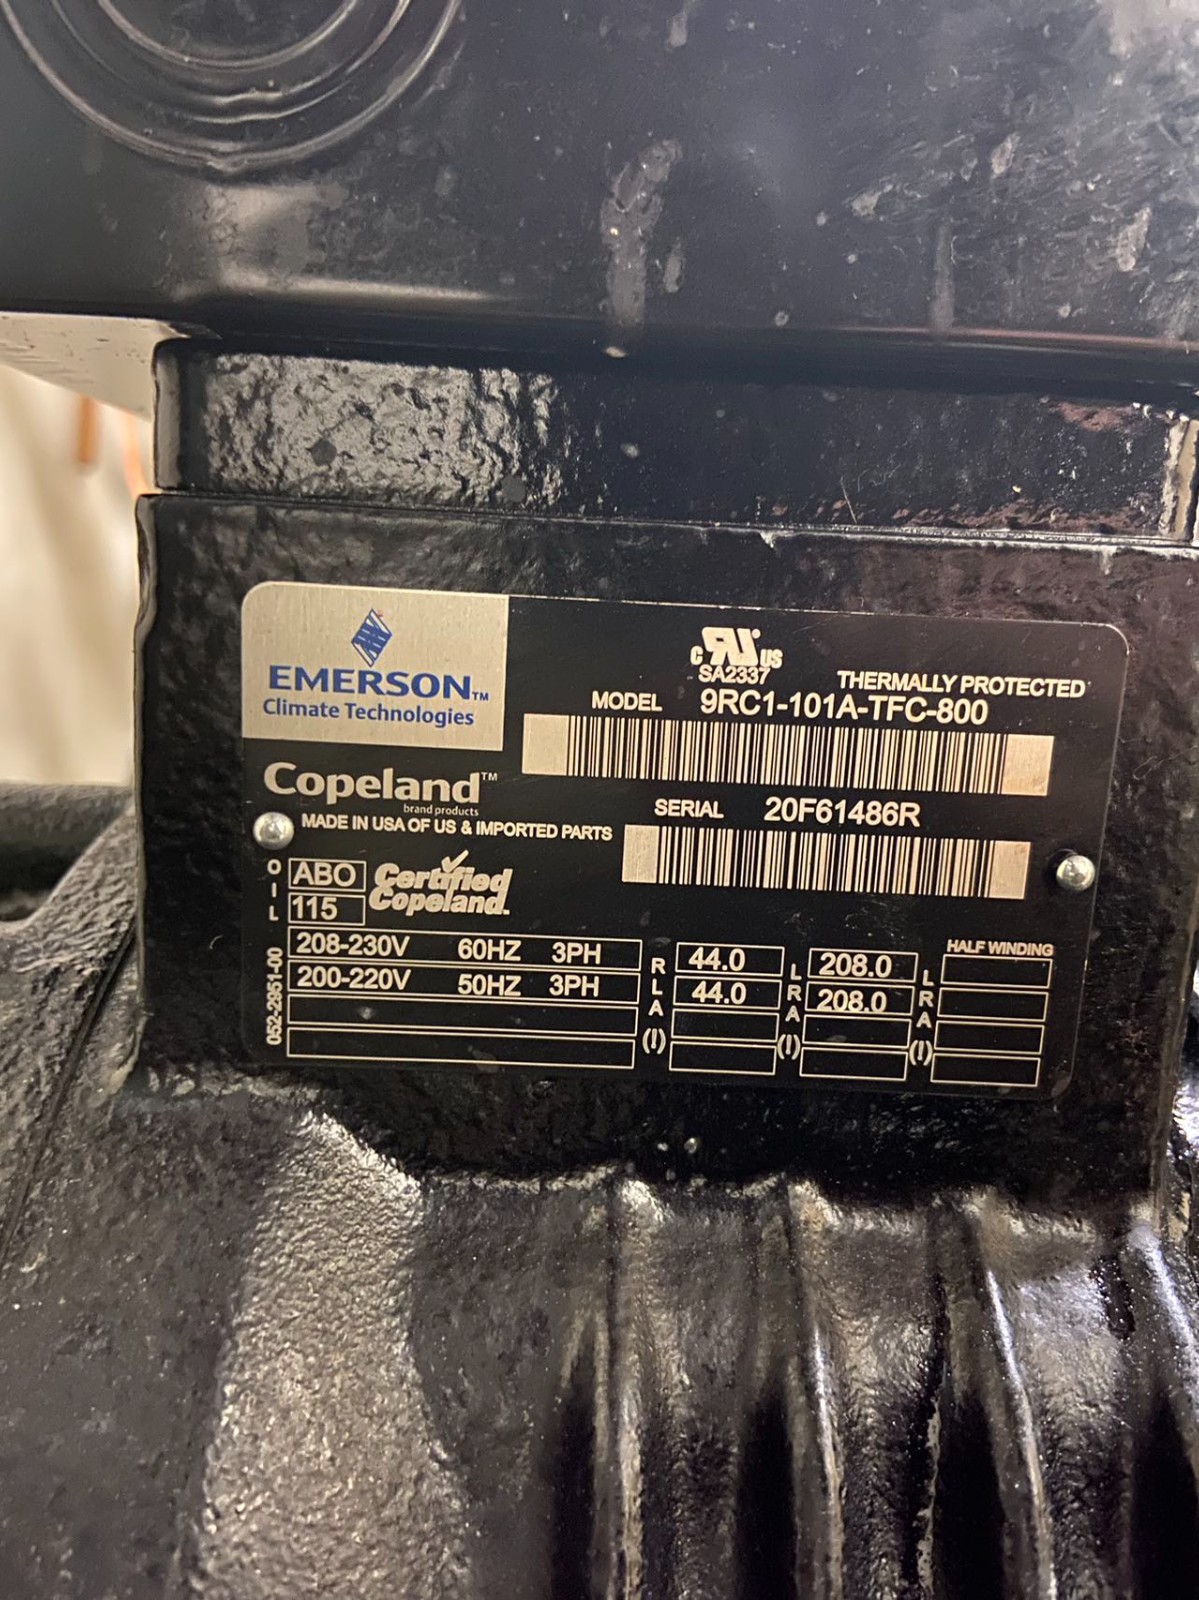 EMERSON™
Climate Technologies
c RU US
SA2337
THERMALLY PROTECTED
MODEL 9RC1-101A-TFC-800
Copeland™
brand products
SERIAL 20F61486R
MADE IN USA OF US & IMPORTED PARTS
OIL ABO
115
Certified
Copeland.
052-2951-00
208-230V 60HZ 3PH
200-220V 50HZ 3PH
RLA(I) 44.0
44.0
LRA(I) 208.0
208.0
LRA(I) HALF WINDING